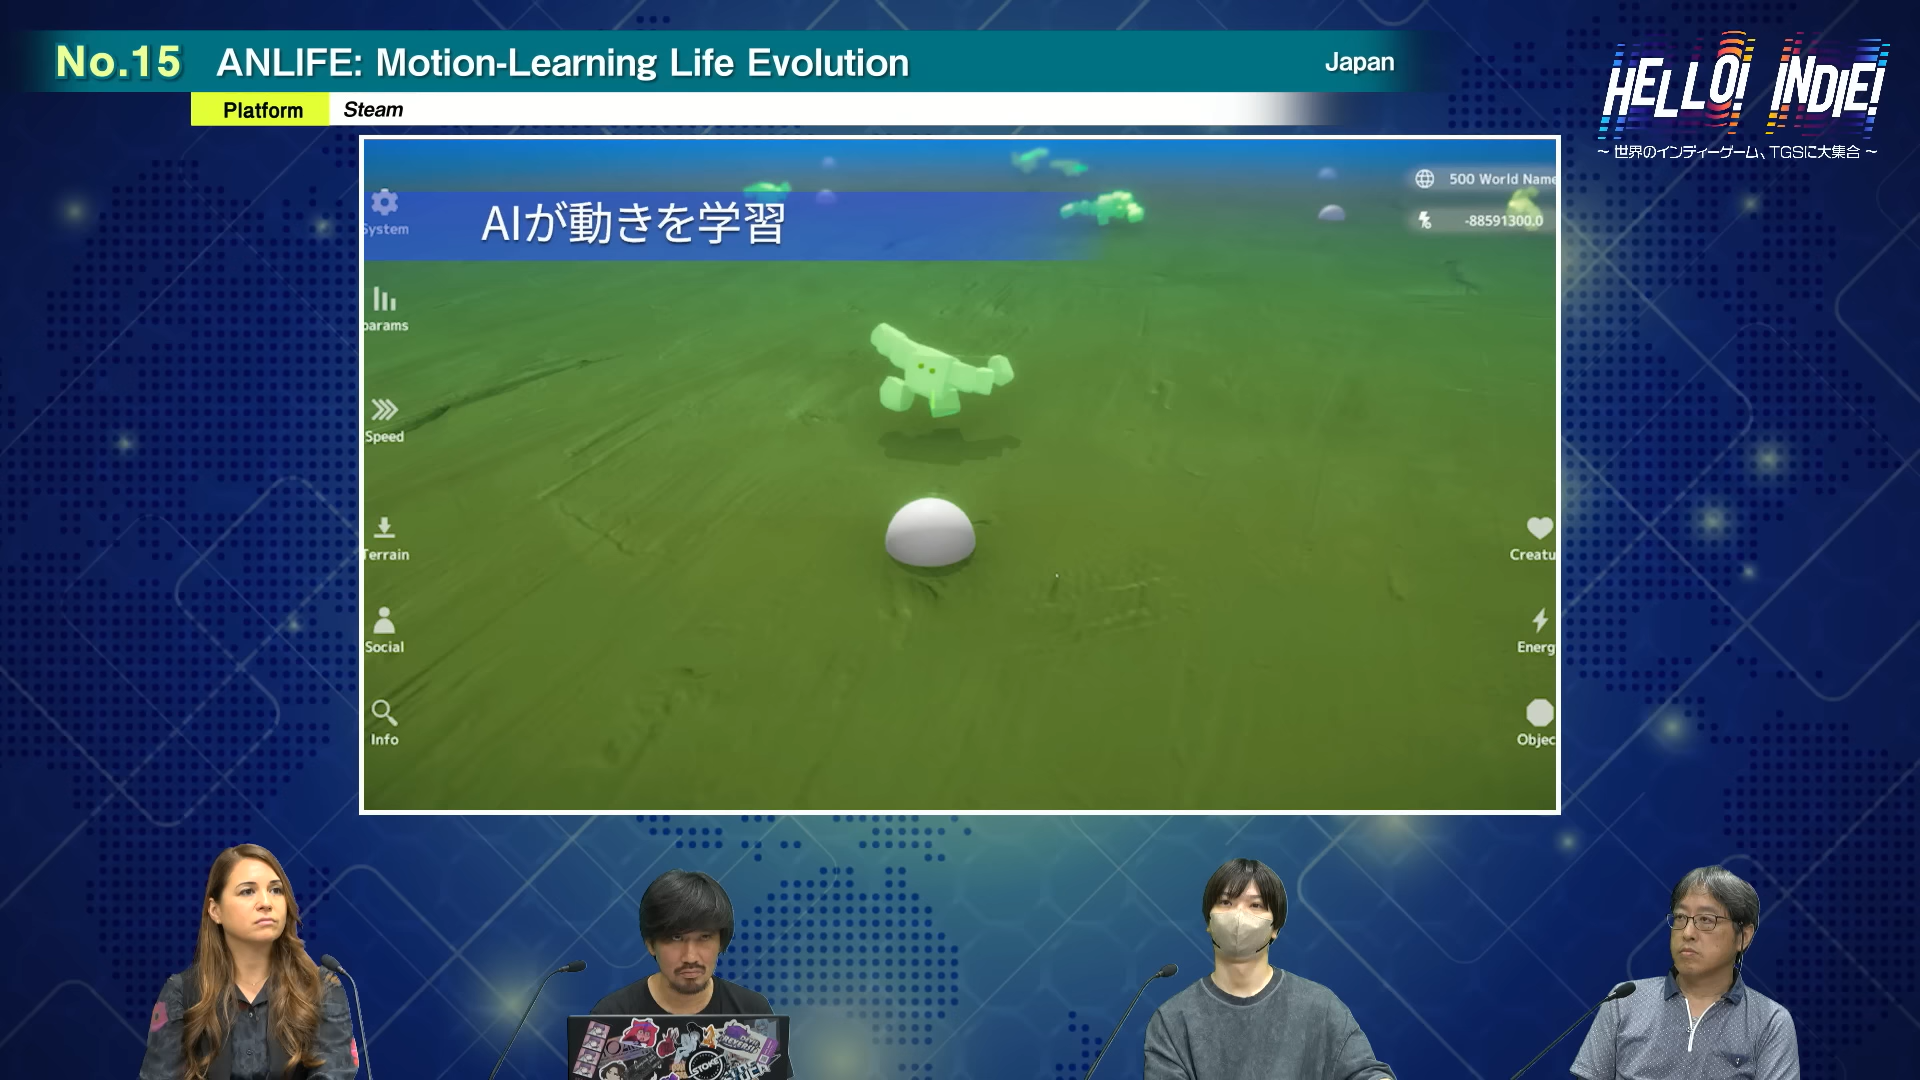 No.15 ANLIFE: Motion-Learning Life Evolution Japan
Platform Steam
HELLO! INDIE!
～ 世界のインディーゲーム、TGSに大集合 ～
AIが動きを学習
500 World Name
-88591300.0
System
params
Speed
Terrain
Social
Info
Creatu
Energ
Objec
STOKE